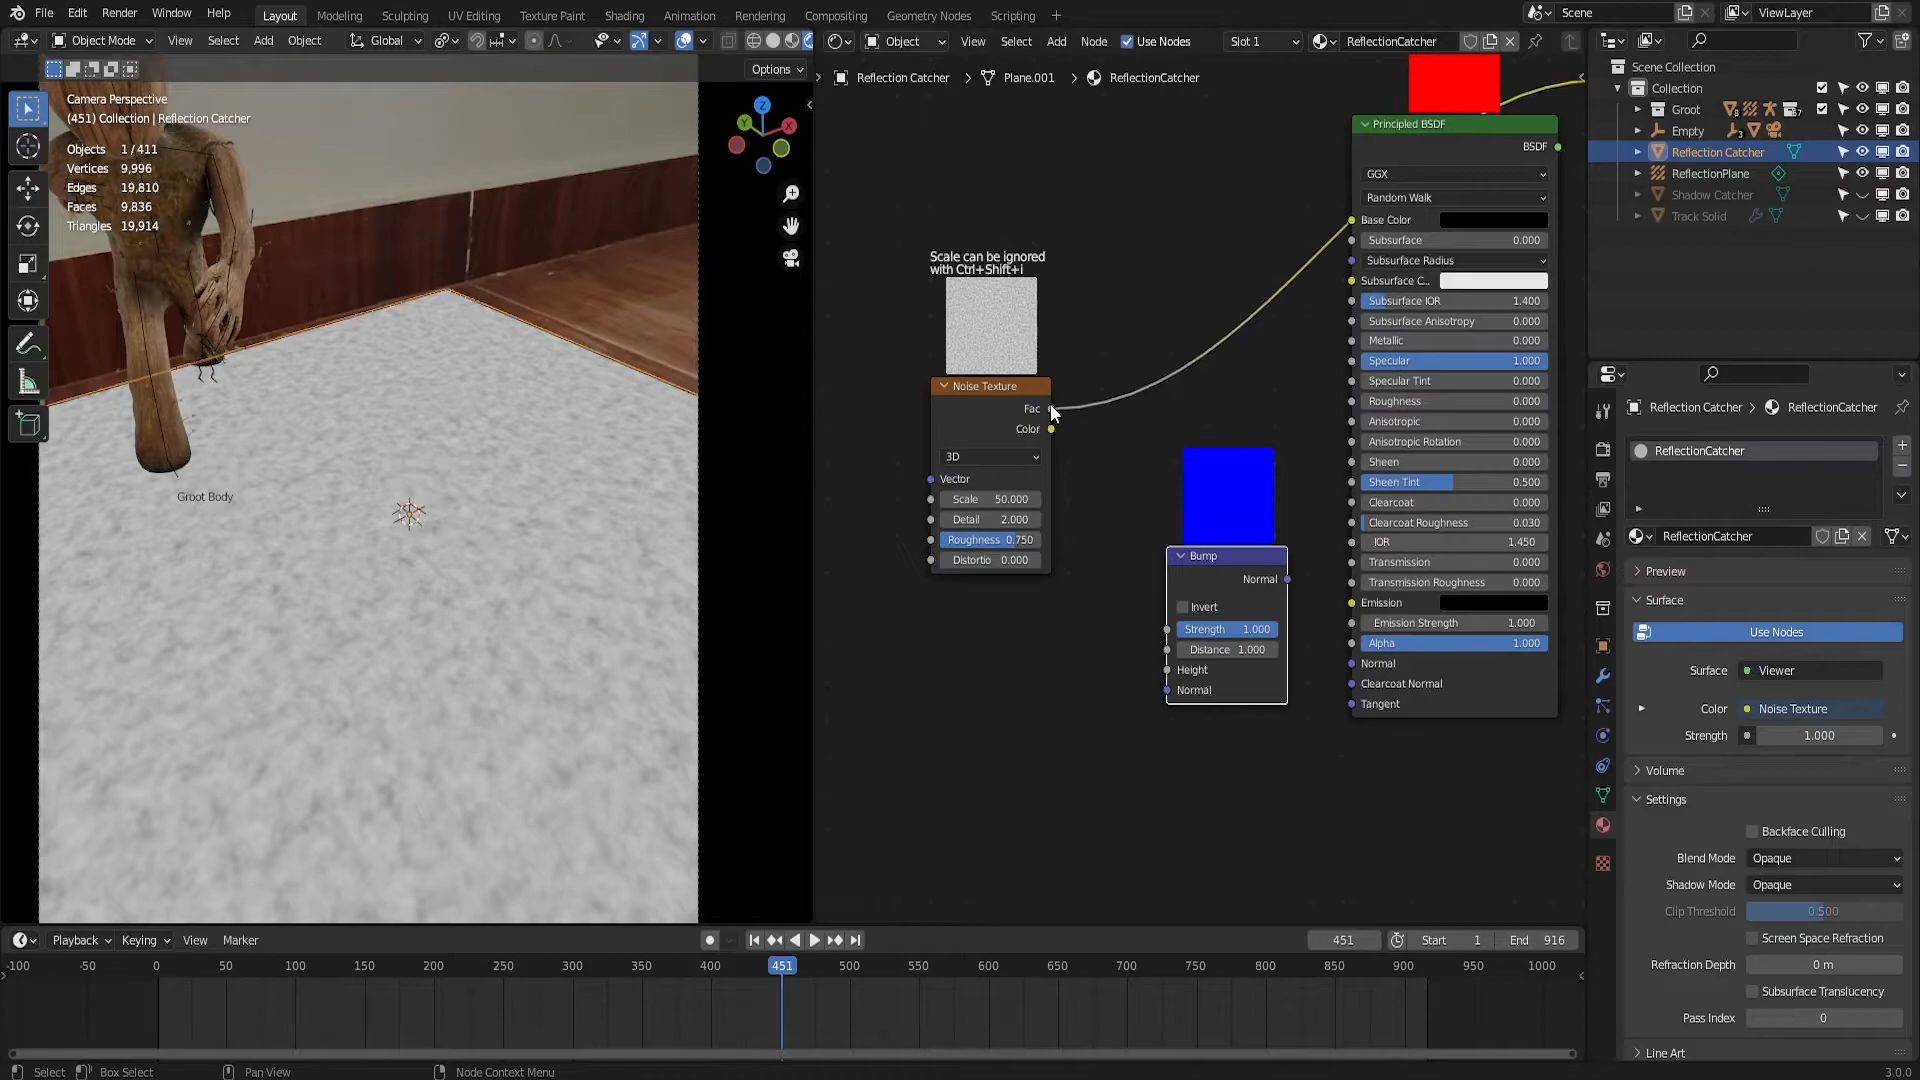 File Edit Render Window Help Layout Modeling Sculpting UV Editing Texture Paint Shading Animation Rendering Compositing Geometry Nodes Scripting + Scene ViewLayer
Object Mode View Select Add Object Global Object View Select Add Node Use Nodes Slot 1 ReflectionCatcher
Options
Reflection Catcher > Plane.001 > ReflectionCatcher
Camera Perspective
(451) Collection | Reflection Catcher
Objects 1 / 411
Vertices 9,996
Edges 19,810
Faces 9,836
Triangles 19,914
Z
Y
X
Groot Body
Scale can be ignored
with Ctrl+Shift+i
Noise Texture
Fac
Color
3D
Vector
Scale 50.000
Detail 2.000
Roughness 0.750
Distortio 0.000
Bump
Normal
Invert
Strength 1.000
Distance 1.000
Height
Normal
Principled BSDF
BSDF
GGX
Random Walk
Base Color
Subsurface 0.000
Subsurface Radius
Subsurface C...
Subsurface IOR 1.400
Subsurface Anisotropy 0.000
Metallic 0.000
Specular 1.000
Specular Tint 0.000
Roughness 0.000
Anisotropic 0.000
Anisotropic Rotation 0.000
Sheen 0.000
Sheen Tint 0.500
Clearcoat 0.000
Clearcoat Roughness 0.030
IOR 1.450
Transmission 0.000
Transmission Roughness 0.000
Emission
Emission Strength 1.000
Alpha 1.000
Normal
Clearcoat Normal
Tangent
Scene Collection
Collection
Groot
Empty
Reflection Catcher
ReflectionPlane
Shadow Catcher
Track Solid
Reflection Catcher > ReflectionCatcher
ReflectionCatcher
ReflectionCatcher
Preview
Surface
Use Nodes
Surface Viewer
Color Noise Texture
Strength 1.000
Volume
Settings
Backface Culling
Blend Mode Opaque
Shadow Mode Opaque
Clip Threshold 0.500
Screen Space Refraction
Refraction Depth 0 m
Subsurface Translucency
Pass Index 0
Line Art
Playback Keying View Marker 451 Start 1 End 916
-100 -50 0 50 100 150 200 250 300 350 400 451 500 550 600 650 700 750 800 850 900 950 1000
Select Box Select Pan View Node Context Menu 3.0.0